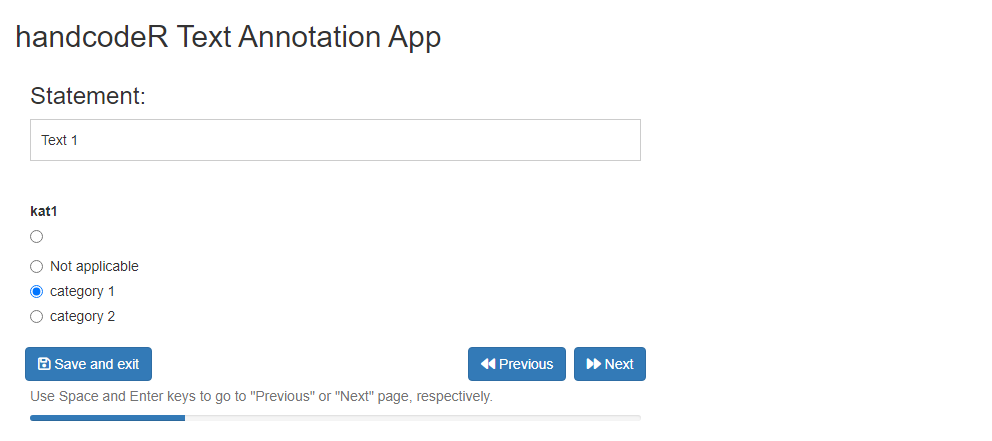 handcodeR Text Annotation App
Statement:
Text 1
kat1
Not applicable
category 1
category 2
Save and exit
Previous
Next
Use Space and Enter keys to go to "Previous" or "Next" page, respectively.